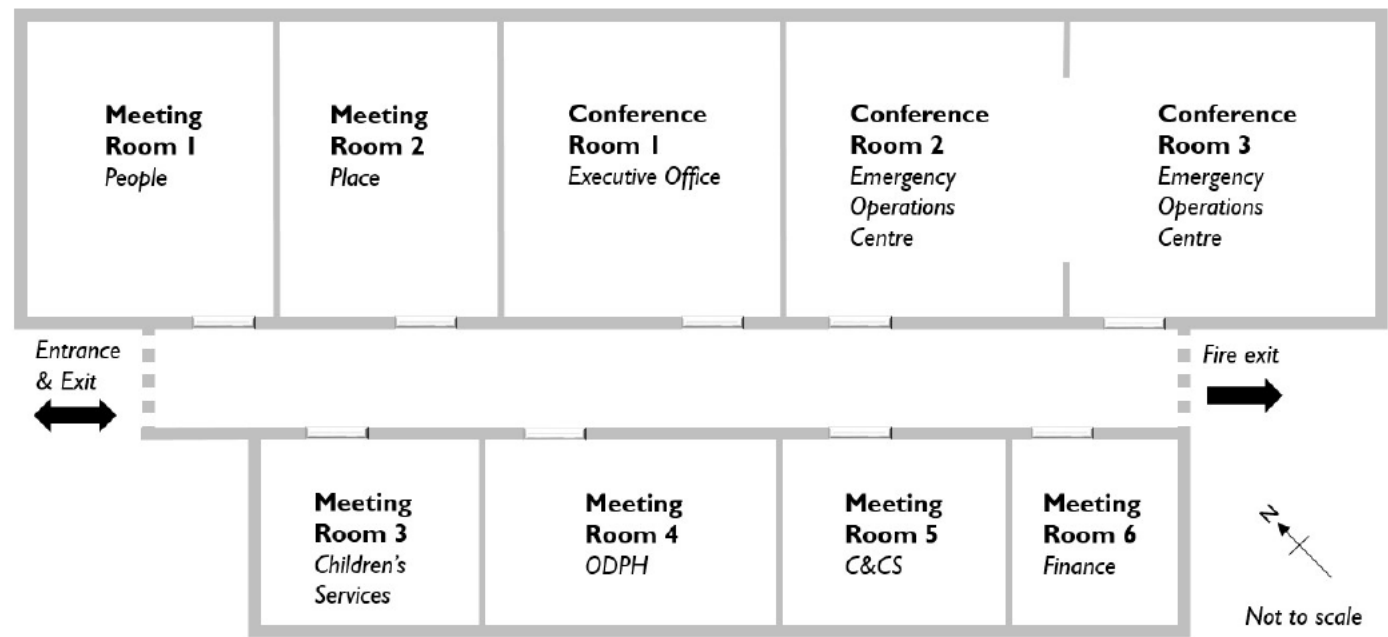 Meeting
Room 1
People
Meeting
Room 2
Place
Conference
Room 1
Executive Office
Conference
Room 2
Emergency
Operations
Centre
Conference
Room 3
Emergency
Operations
Centre
Entrance
& Exit
Fire exit
Meeting
Room 3
Children's
Services
Meeting
Room 4
ODPH
Meeting
Room 5
C&CS
Meeting
Room 6
Finance
N
Not to scale